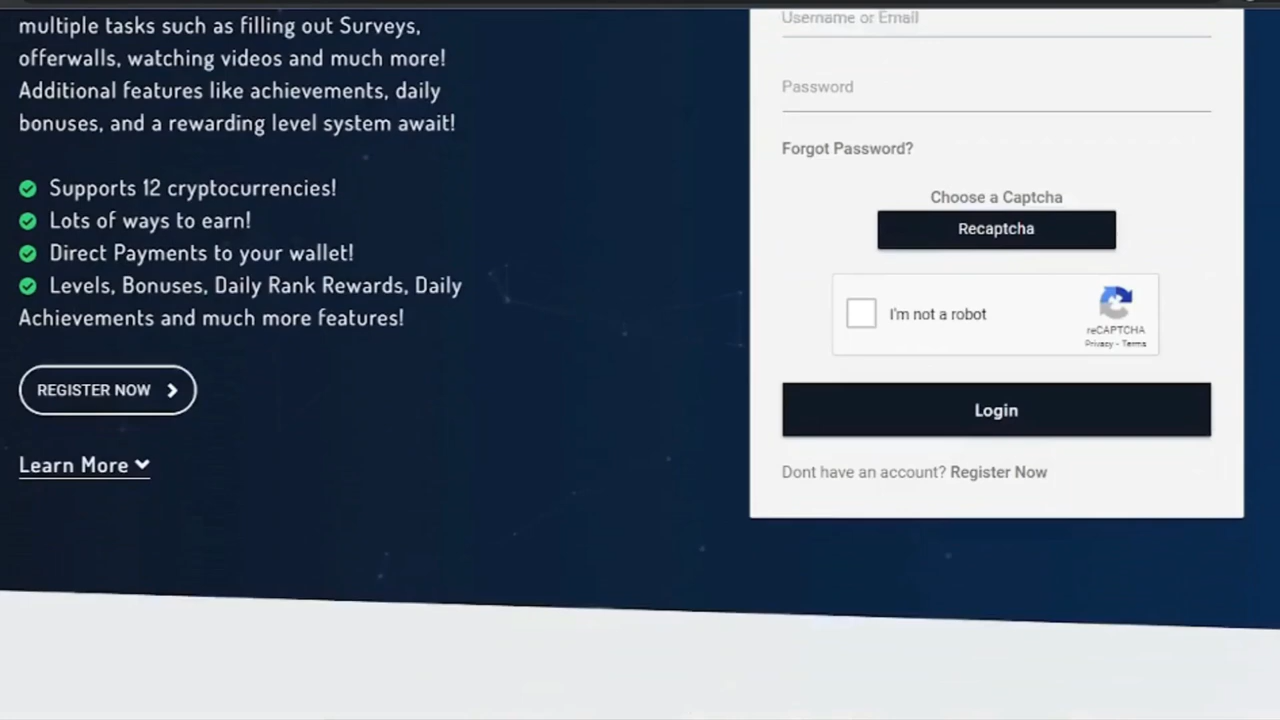 multiple tasks such as filling out Surveys,
offerwalls, watching videos and much more!
Additional features like achievements, daily
bonuses, and a rewarding level system await!
Supports 12 cryptocurrencies!
Lots of ways to earn!
Direct Payments to your wallet!
Levels, Bonuses, Daily Rank Rewards, Daily
Achievements and much more features!
REGISTER NOW
Learn More
Username or Email
Password
Forgot Password?
Choose a Captcha
Recaptcha
I'm not a robot
reCAPTCHA
Privacy - Terms
Login
Dont have an account? Register Now